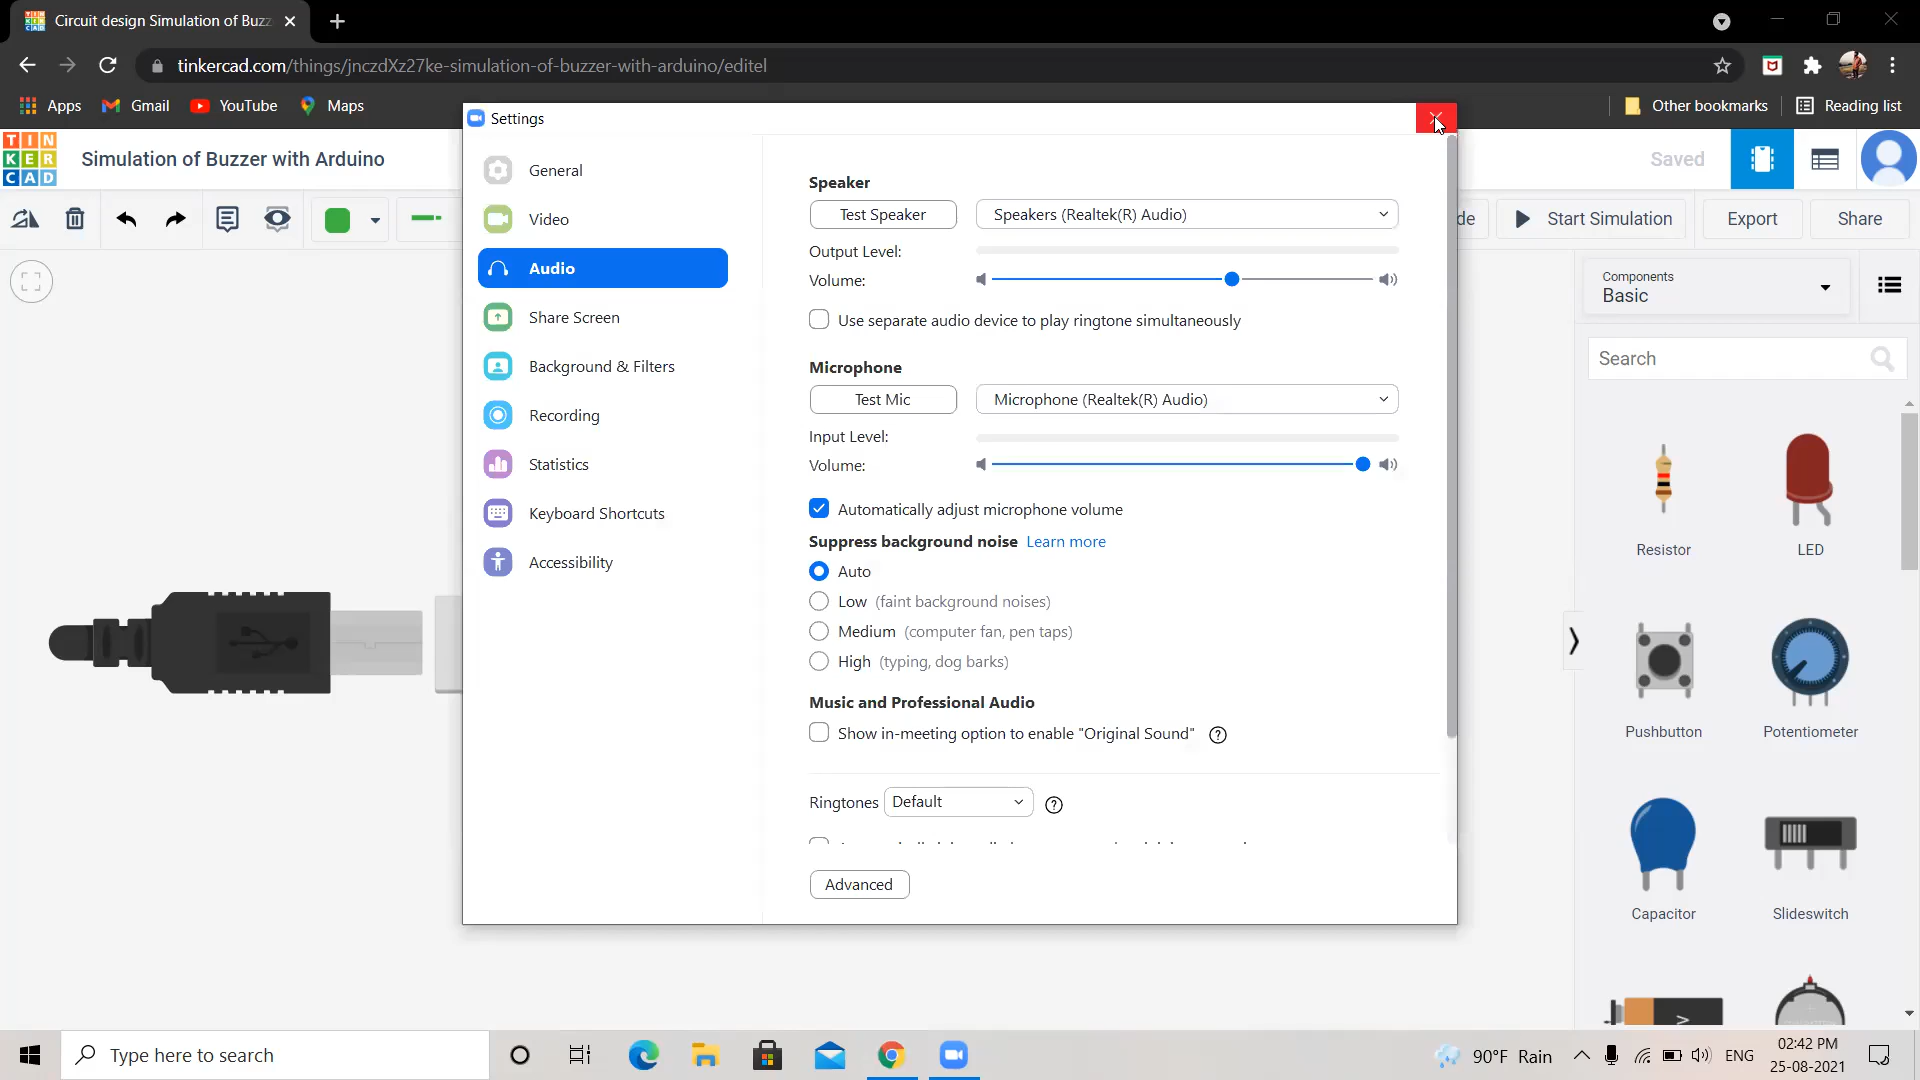 Circuit design Simulation of Buzz
tinkercad.com/things/jnczdXz27ke-simulation-of-buzzer-with-arduino/editel
Apps
Gmail
YouTube
Maps
Other bookmarks
Reading list
TINKERCAD
Simulation of Buzzer with Arduino
Saved
de
Start Simulation
Export
Share
Components
Basic
Search
Resistor
LED
Pushbutton
Potentiometer
Capacitor
Slideswitch
Settings
General
Video
Audio
Share Screen
Background & Filters
Recording
Statistics
Keyboard Shortcuts
Accessibility
Speaker
Test Speaker
Speakers (Realtek(R) Audio)
Output Level:
Volume:
Use separate audio device to play ringtone simultaneously
Microphone
Test Mic
Microphone (Realtek(R) Audio)
Input Level:
Volume:
Automatically adjust microphone volume
Suppress background noise Learn more
Auto
Low (faint background noises)
Medium (computer fan, pen taps)
High (typing, dog barks)
Music and Professional Audio
Show in-meeting option to enable "Original Sound"
Ringtones Default
Advanced
Type here to search
90°F Rain
ENG
02:42 PM
25-08-2021